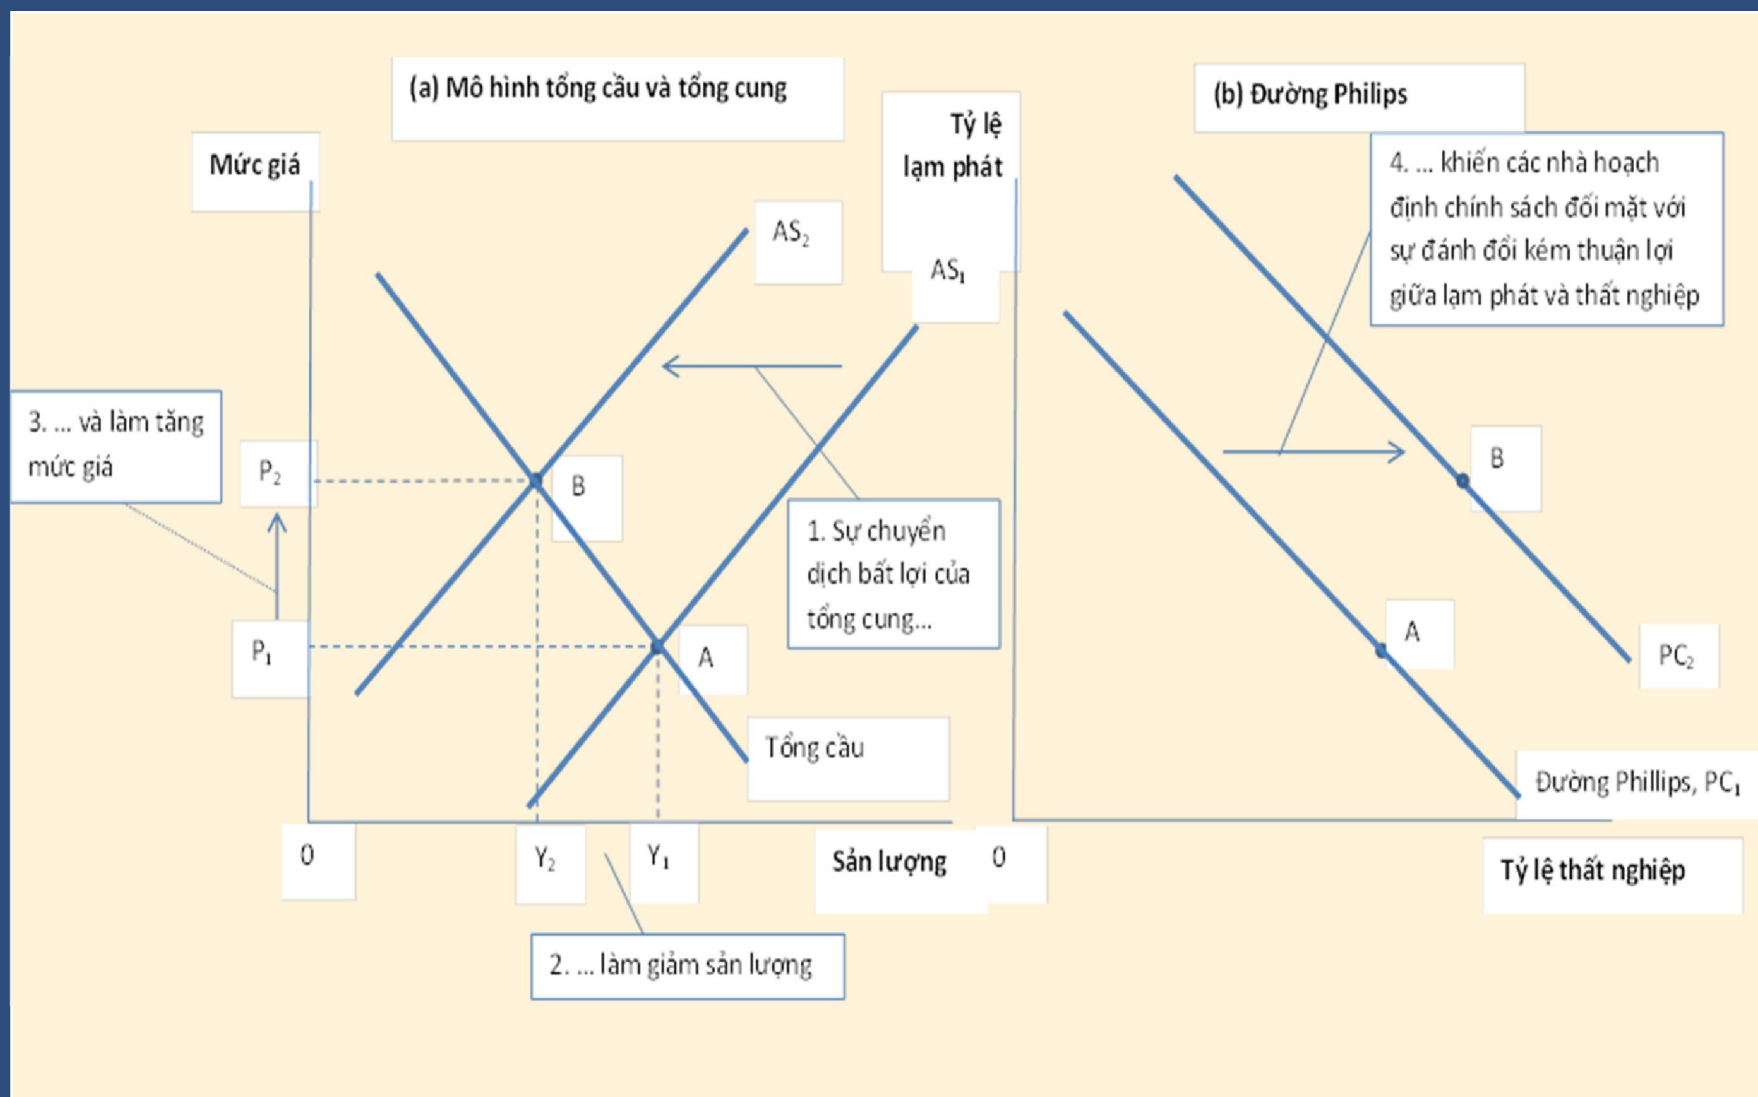 (a) Mô hình tổng cầu và tổng cung
Mức giá
AS₂
AS₁
3. ... và làm tăng
mức giá
P₂
B
1. Sự chuyển
dịch bất lợi của
tổng cung...
P₁
A
Tổng cầu
0
Y₂
Y₁
Sản lượng
2. ... làm giảm sản lượng
(b) Đường Philips
Tỷ lệ
lạm phát
4. ... khiến các nhà hoạch
định chính sách đối mặt với
sự đánh đổi kém thuận lợi
giữa lạm phát và thất nghiệp
B
A
PC₂
Đường Phillips, PC₁
0
Tỷ lệ thất nghiệp